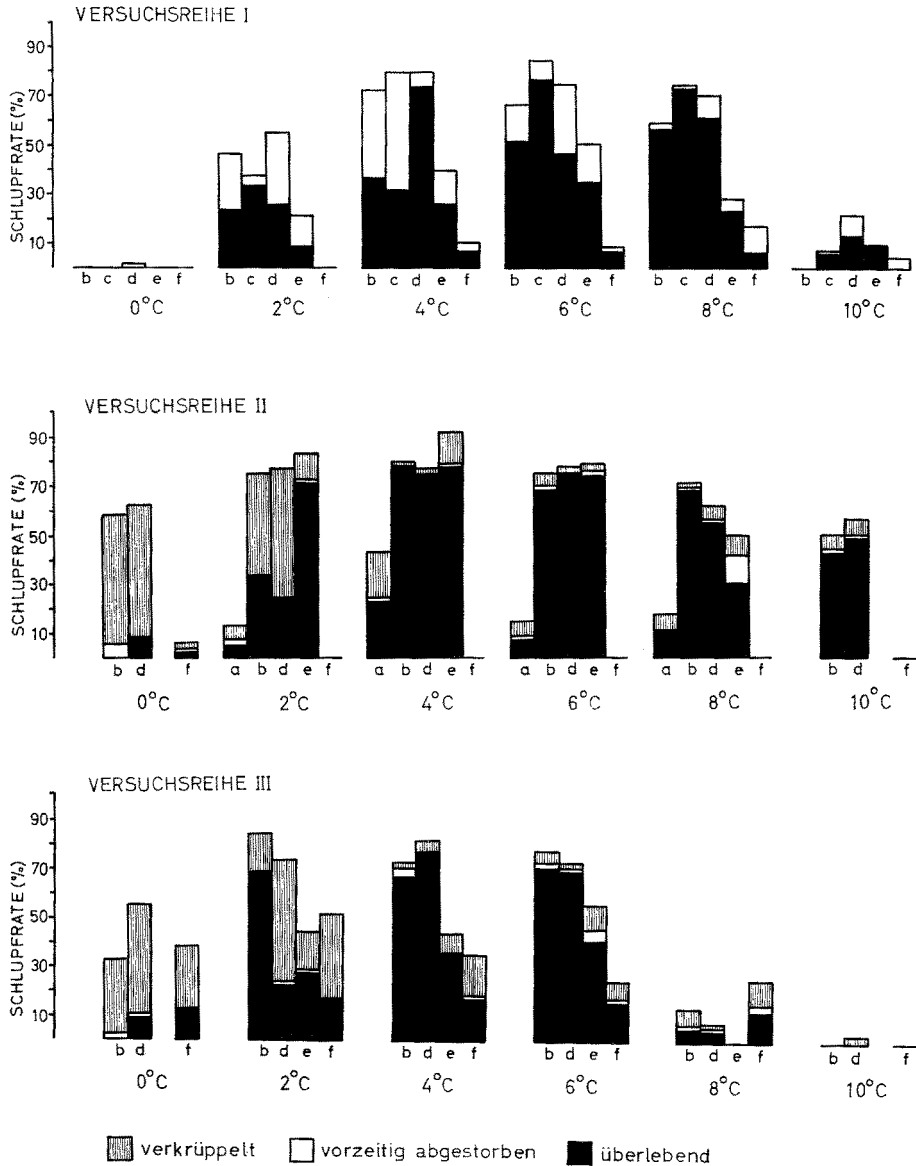 VERSUCHSREIHE I
SCHLUPFRATE (%)
90
70
50
30
10
b c d e f b c d e f b c d e f b c d e f b c d e f b c d e f
0°C 2°C 4°C 6°C 8°C 10°C
VERSUCHSREIHE II
SCHLUPFRATE (%)
90
70
50
30
10
b d f a b d e f a b d e f a b d e f a b d e f b d f
0°C 2°C 4°C 6°C 8°C 10°C
VERSUCHSREIHE III
SCHLUPFRATE (%)
90
70
50
30
10
b d f b d e f b d e f b d e f b d e f b d f
0°C 2°C 4°C 6°C 8°C 10°C
verkrüppelt vorzeitig abgestorben überlebend